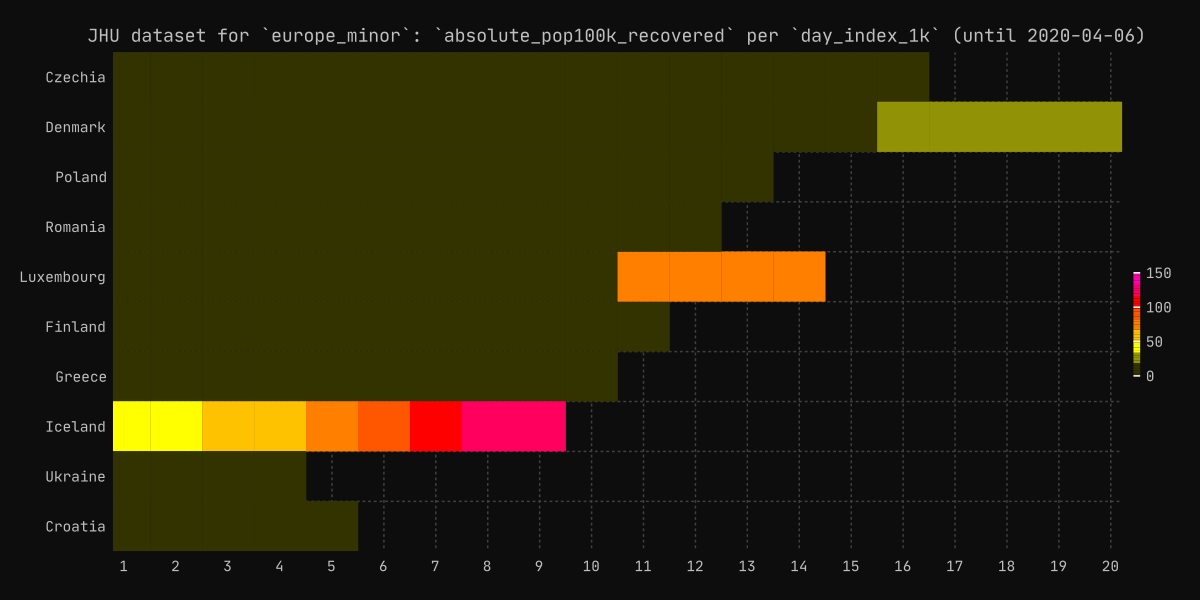 JHU dataset for `europe_minor`: `absolute_pop100k_recovered` per `day_index_1k` (until 2020-04-06)
Czechia
Denmark
Poland
Romania
Luxembourg
Finland
Greece
Iceland
Ukraine
Croatia
1 2 3 4 5 6 7 8 9 10 11 12 13 14 15 16 17 18 19 20
150
100
50
0